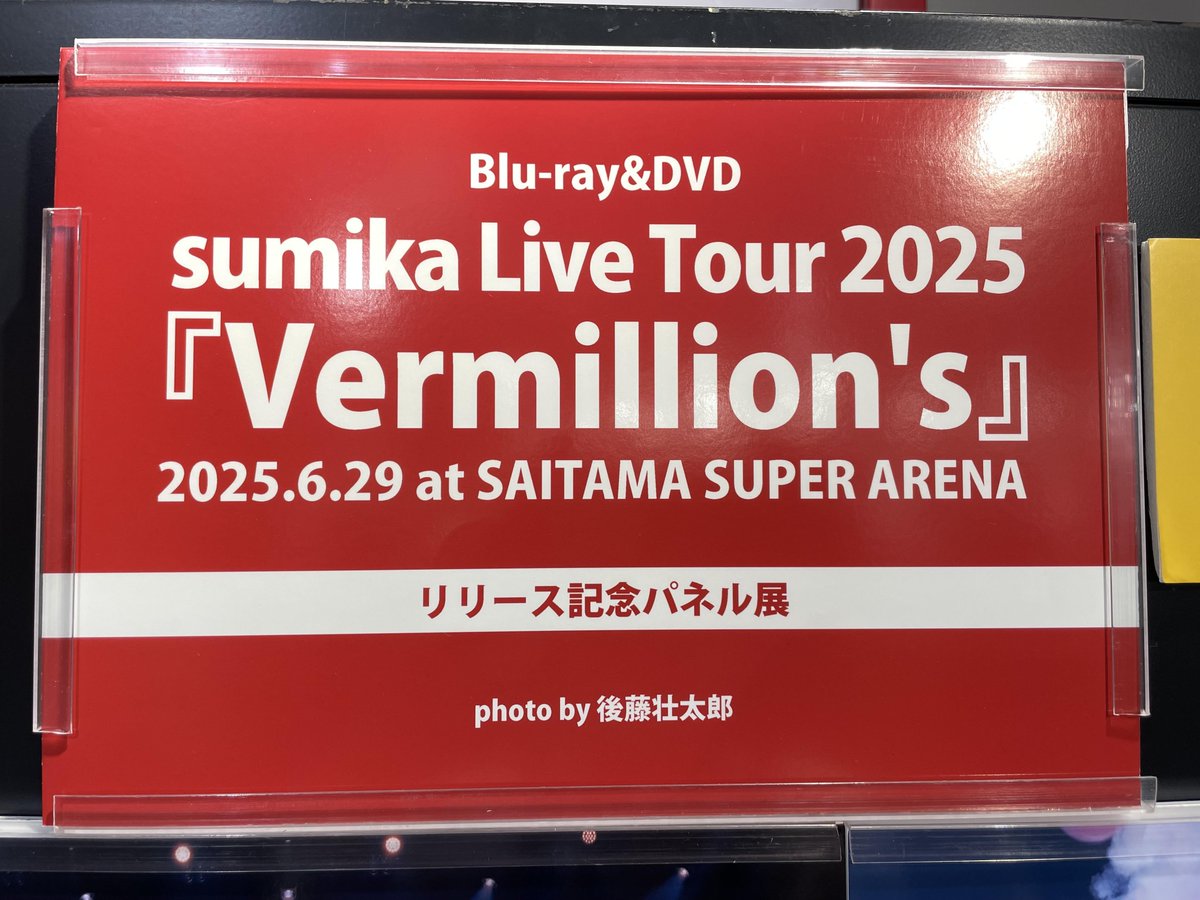 Blu-ray&DVD
sumika Live Tour 2025
『Vermillion's』
2025.6.29 at SAITAMA SUPER ARENA
リリース記念パネル展
photo by 後藤壮太郎